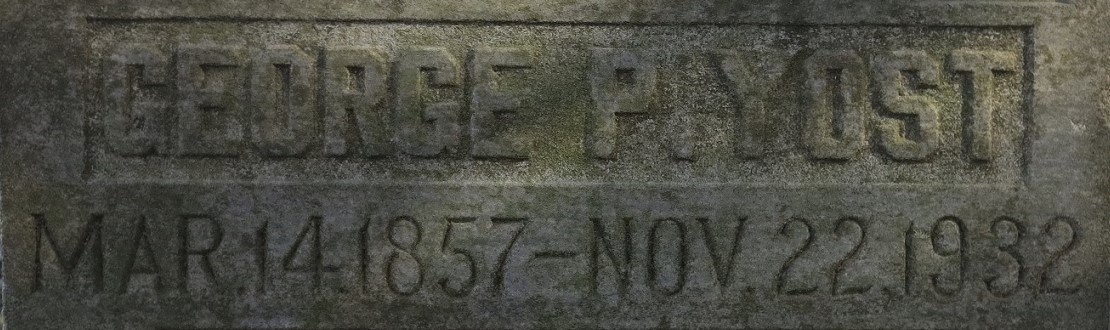 GEORGE P. YOST
MAR. 14. 1857 – NOV. 22. 1932